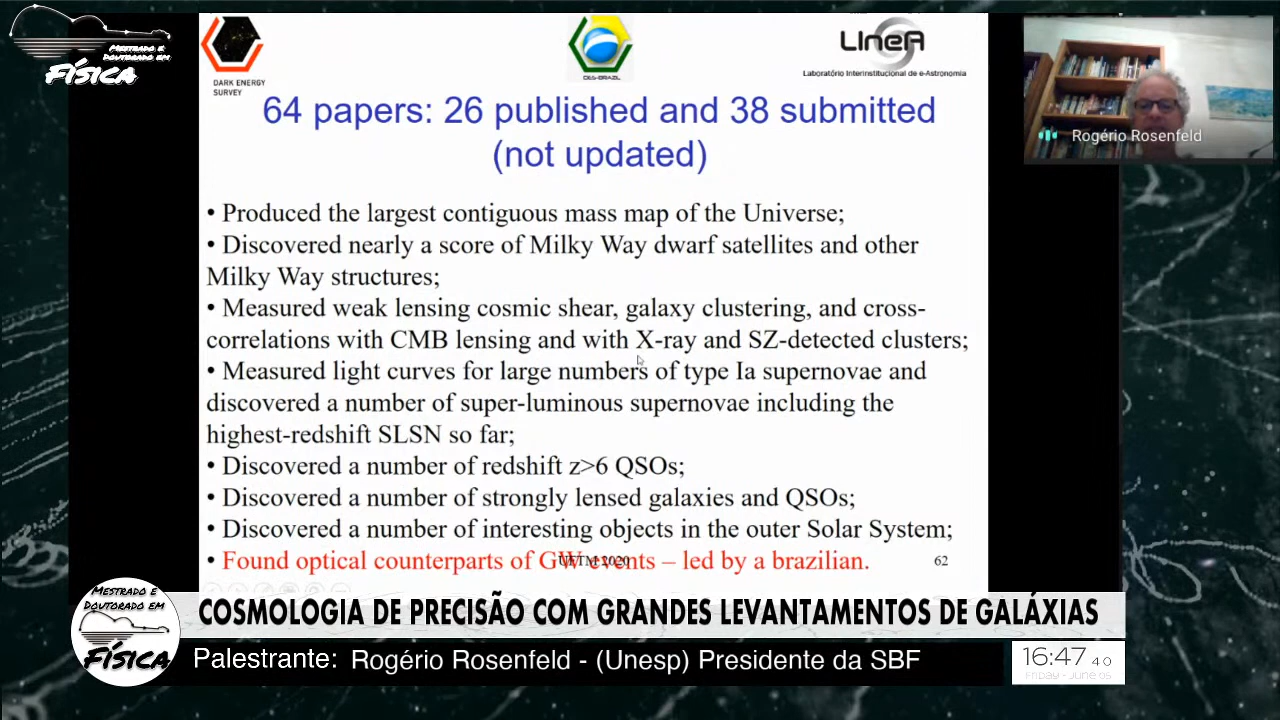 MESTRADO E
DOUTORADO EM
FÍSICA
DARK ENERGY
SURVEY
DES-BRAZIL
LIneA
Laboratório Interinstitucional de e-Astronomia
Rogério Rosenfeld
64 papers: 26 published and 38 submitted
(not updated)
• Produced the largest contiguous mass map of the Universe;
• Discovered nearly a score of Milky Way dwarf satellites and other
Milky Way structures;
• Measured weak lensing cosmic shear, galaxy clustering, and cross-
correlations with CMB lensing and with X-ray and SZ-detected clusters;
• Measured light curves for large numbers of type Ia supernovae and
discovered a number of super-luminous supernovae including the
highest-redshift SLSN so far;
• Discovered a number of redshift z>6 QSOs;
• Discovered a number of strongly lensed galaxies and QSOs;
• Discovered a number of interesting objects in the outer Solar System;
• Found optical counterparts of GW events – led by a brazilian.
UFTM 2020
62
MESTRADO E
DOUTORADO EM
FÍSICA
COSMOLOGIA DE PRECISÃO COM GRANDES LEVANTAMENTOS DE GALÁXIAS
Palestrante: Rogério Rosenfeld - (Unesp) Presidente da SBF
16:47 40
FRIDAY - JUNE 05